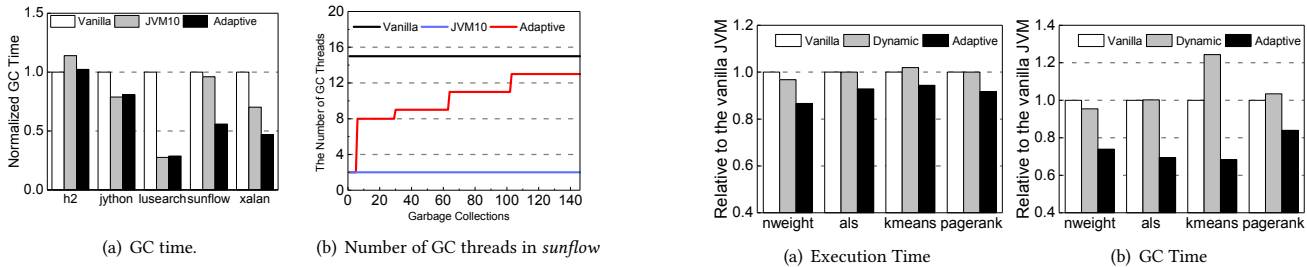 Normalized GC Time
Vanilla JVM10 Adaptive
1.5
1.0
0.5
0.0
h2 jython lusearch sunflow xalan
(a) GC time.
The Number of GC Threads
Vanilla JVM10 Adaptive
20
16
12
8
4
0
0 20 40 60 80 100 120 140
Garbage Collections
(b) Number of GC threads in sunflow
Relative to the vanilla JVM
Vanilla Dynamic Adaptive
1.2
1.0
0.8
0.6
0.4
nweight als kmeans pagerank
(a) Execution Time
Relative to the vanilla JVM
Vanilla Dynamic Adaptive
1.4
1.2
1.0
0.8
0.6
0.4
nweight als kmeans pagerank
(b) GC Time